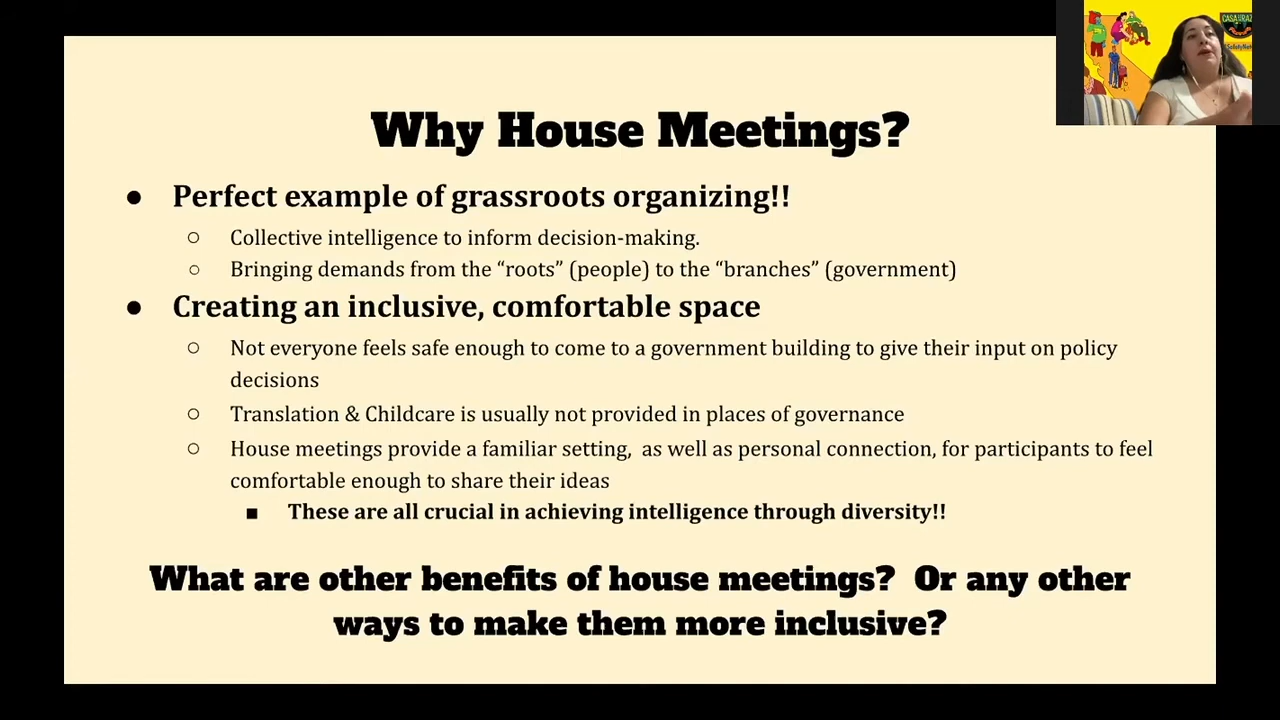 Why House Meetings?
● Perfect example of grassroots organizing!!
○ Collective intelligence to inform decision-making.
○ Bringing demands from the “roots” (people) to the “branches” (government)
● Creating an inclusive, comfortable space
○ Not everyone feels safe enough to come to a government building to give their input on policy
decisions
○ Translation & Childcare is usually not provided in places of governance
○ House meetings provide a familiar setting,  as well as personal connection, for participants to feel
comfortable enough to share their ideas
■ These are all crucial in achieving intelligence through diversity!!
What are other benefits of house meetings?  Or any other
ways to make them more inclusive?